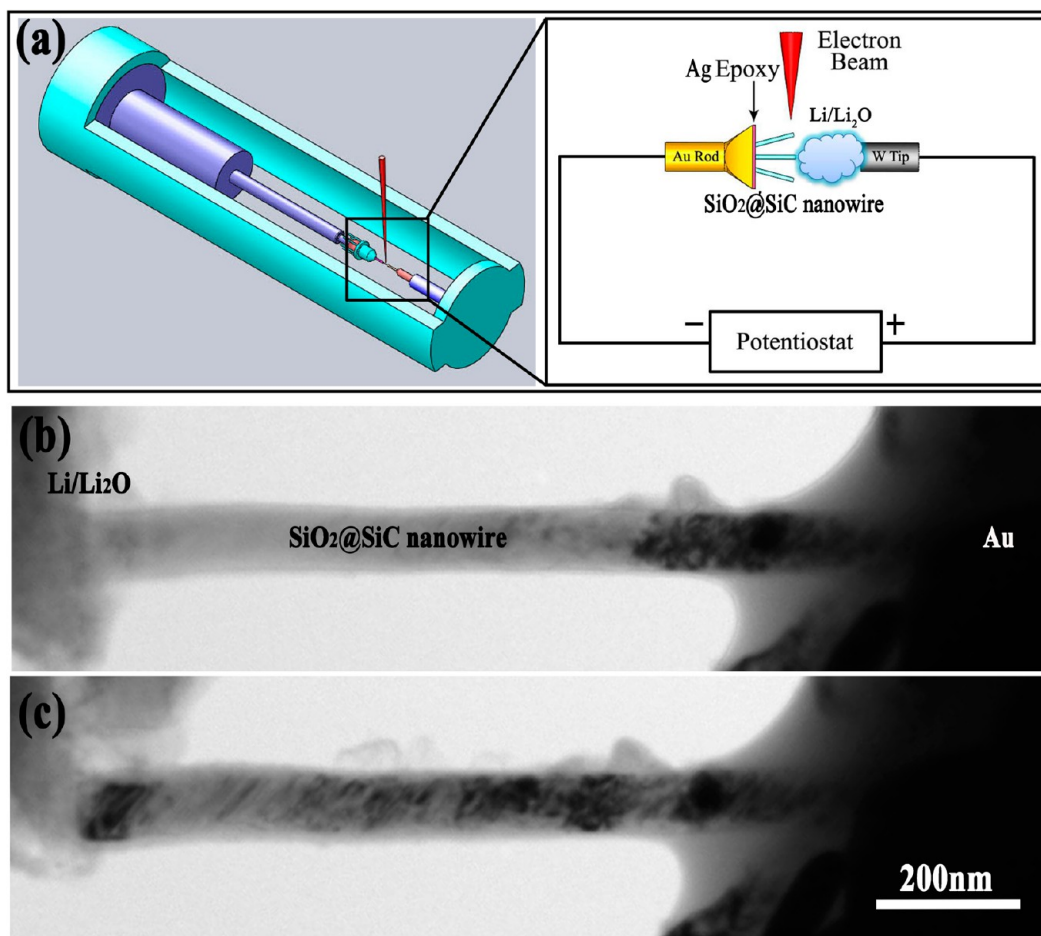 (a)
Electron
Beam
Ag Epoxy
Li/Li₂O
Au Rod
W Tip
SiO₂@SiC nanowire
− Potentiostat +
(b)
Li/Li₂O
SiO₂@SiC nanowire
Au
(c)
200nm